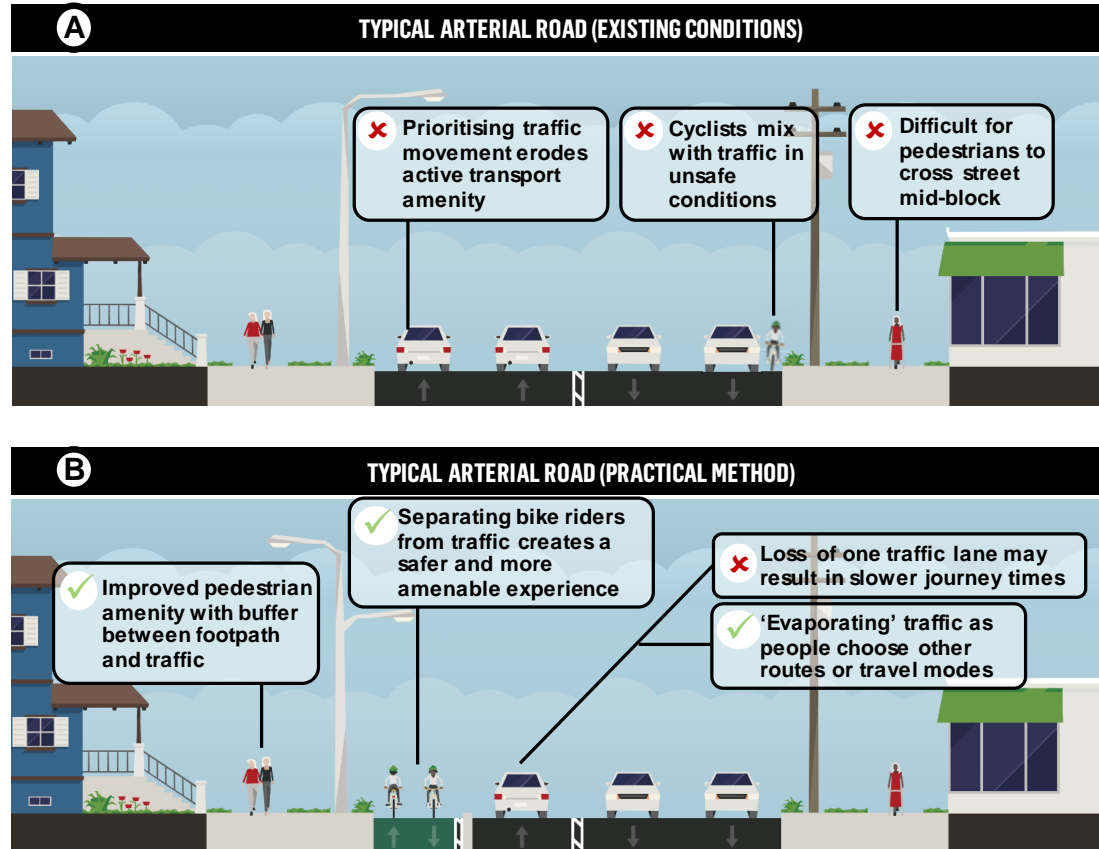 A
TYPICAL ARTERIAL ROAD (EXISTING CONDITIONS)
Prioritising traffic
movement erodes
active transport
amenity
Cyclists mix
with traffic in
unsafe
conditions
Difficult for
pedestrians to
cross street
mid-block
B
TYPICAL ARTERIAL ROAD (PRACTICAL METHOD)
Improved pedestrian
amenity with buffer
between footpath
and traffic
Separating bike riders
from traffic creates a
safer and more
amenable experience
Loss of one traffic lane may
result in slower journey times
‘Evaporating’ traffic as
people choose other
routes or travel modes